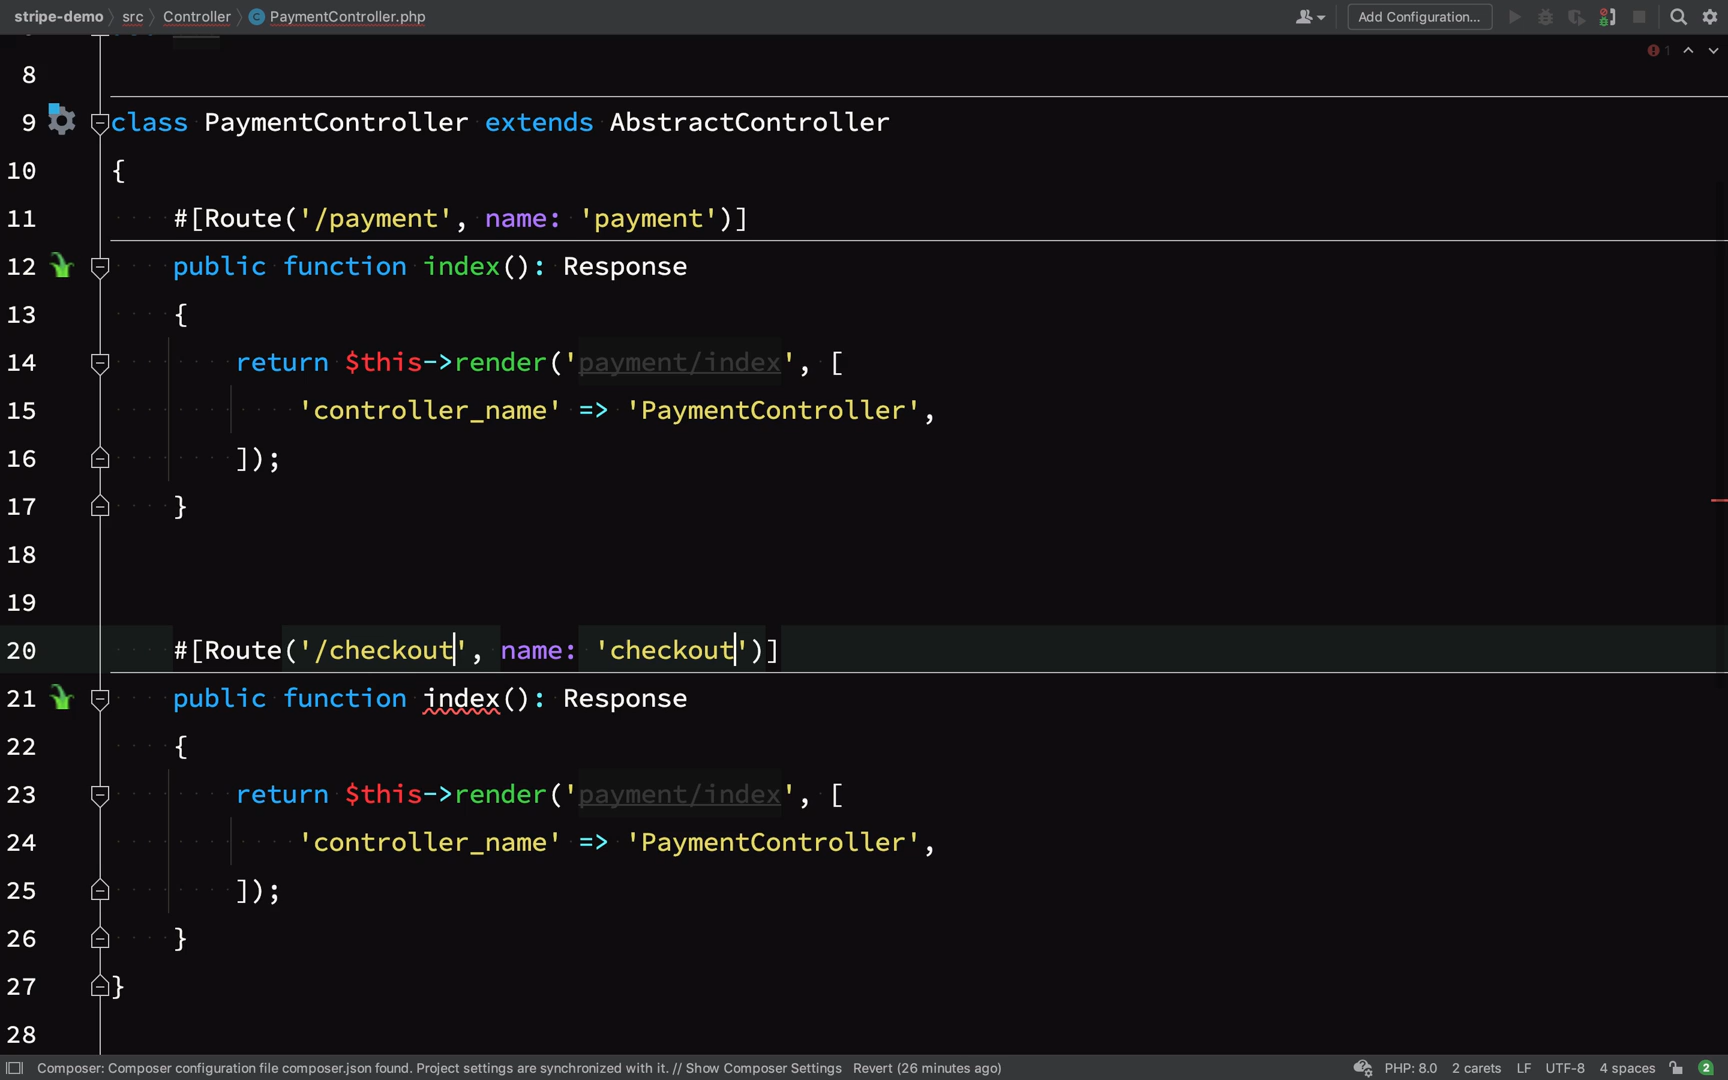 stripe-demo src Controller PaymentController.php Add Configuration...
1
8
9 class PaymentController extends AbstractController
10 {
11 #[Route('/payment', name: 'payment')]
12 public function index(): Response
13 {
14 return $this->render('payment/index', [
15 'controller_name' => 'PaymentController',
16 ]);
17 }
18
19
20 #[Route('/checkout', name: 'checkout')]
21 public function index(): Response
22 {
23 return $this->render('payment/index', [
24 'controller_name' => 'PaymentController',
25 ]);
26 }
27 }
28
Composer: Composer configuration file composer.json found. Project settings are synchronized with it. // Show Composer Settings Revert (26 minutes ago) PHP: 8.0 2 carets LF UTF-8 4 spaces 2